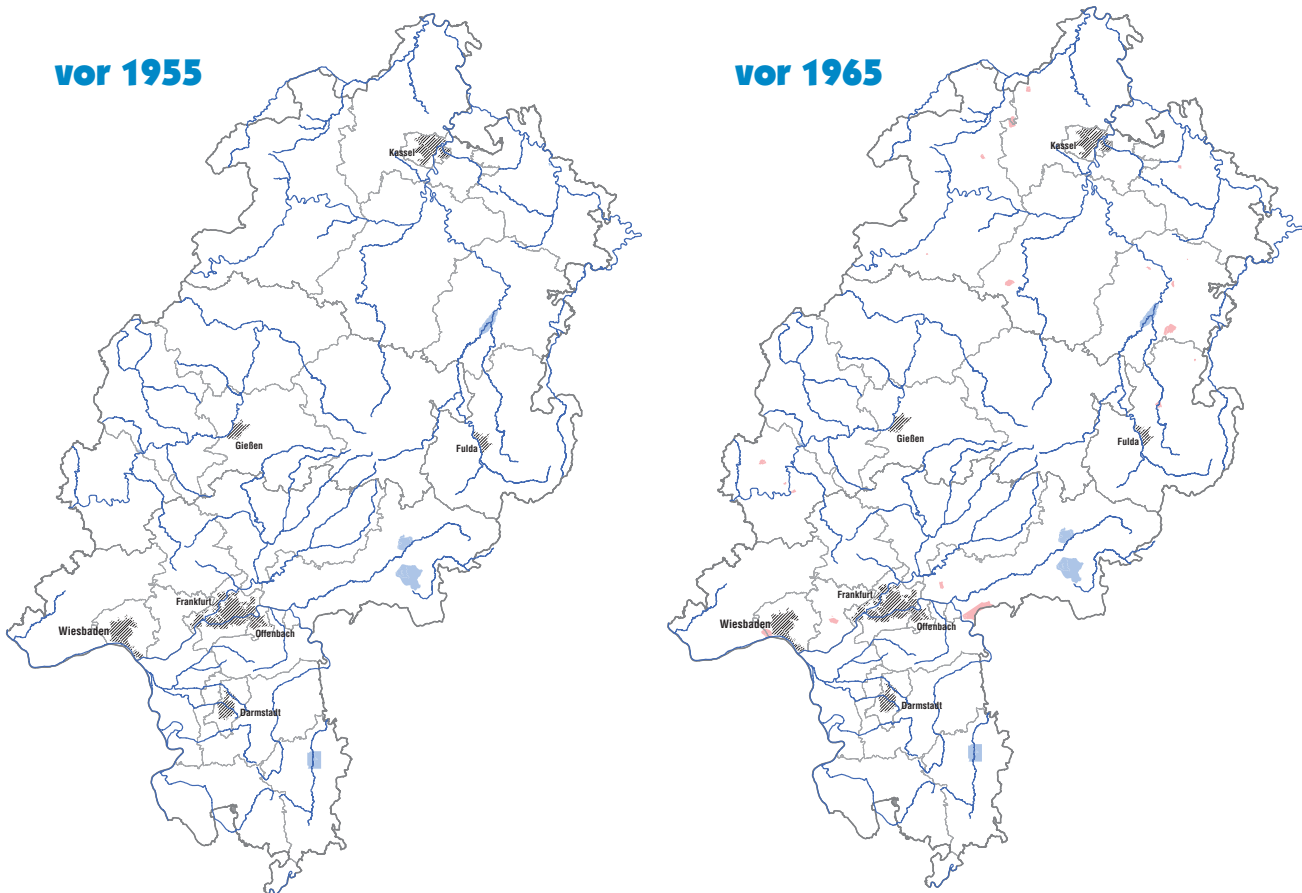 vor 1955
Kassel
Gießen
Fulda
Frankfurt
Offenbach
Wiesbaden
Darmstadt
vor 1965
Kassel
Gießen
Fulda
Frankfurt
Offenbach
Wiesbaden
Darmstadt